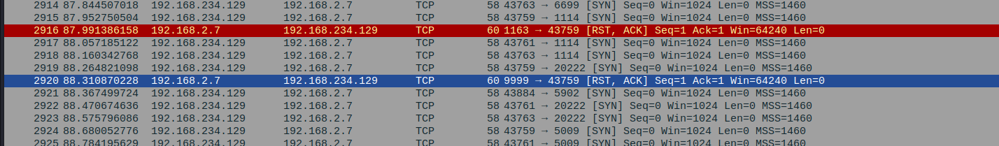 2914 87.844507018 192.168.234.129 192.168.2.7 TCP 58 43763 → 6699 [SYN] Seq=0 Win=1024 Len=0 MSS=1460
2915 87.952750504 192.168.234.129 192.168.2.7 TCP 58 43759 → 1114 [SYN] Seq=0 Win=1024 Len=0 MSS=1460
2916 87.991386158 192.168.2.7 192.168.234.129 TCP 60 1163 → 43759 [RST, ACK] Seq=1 Ack=1 Win=64240 Len=0
2917 88.057185122 192.168.234.129 192.168.2.7 TCP 58 43761 → 1114 [SYN] Seq=0 Win=1024 Len=0 MSS=1460
2918 88.160342768 192.168.234.129 192.168.2.7 TCP 58 43763 → 1114 [SYN] Seq=0 Win=1024 Len=0 MSS=1460
2919 88.264821098 192.168.234.129 192.168.2.7 TCP 58 43759 → 20222 [SYN] Seq=0 Win=1024 Len=0 MSS=1460
2920 88.310870228 192.168.2.7 192.168.234.129 TCP 60 9999 → 43759 [RST, ACK] Seq=1 Ack=1 Win=64240 Len=0
2921 88.367499724 192.168.234.129 192.168.2.7 TCP 58 43884 → 5902 [SYN] Seq=0 Win=1024 Len=0 MSS=1460
2922 88.470674636 192.168.234.129 192.168.2.7 TCP 58 43761 → 20222 [SYN] Seq=0 Win=1024 Len=0 MSS=1460
2923 88.575796086 192.168.234.129 192.168.2.7 TCP 58 43763 → 20222 [SYN] Seq=0 Win=1024 Len=0 MSS=1460
2924 88.680052776 192.168.234.129 192.168.2.7 TCP 58 43759 → 5009 [SYN] Seq=0 Win=1024 Len=0 MSS=1460
2925 88.784195629 192.168.234.129 192.168.2.7 TCP 58 43761 → 5009 [SYN] Seq=0 Win=1024 Len=0 MSS=1460